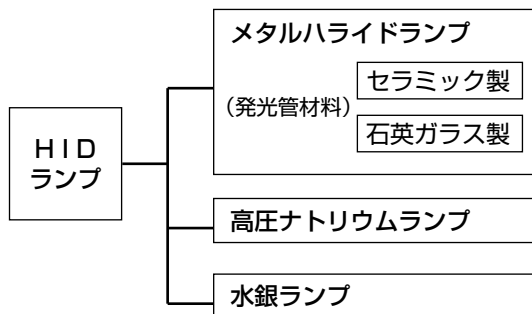 HID
ランプ
メタルハライドランプ
(発光管材料)
セラミック製
石英ガラス製
高圧ナトリウムランプ
水銀ランプ